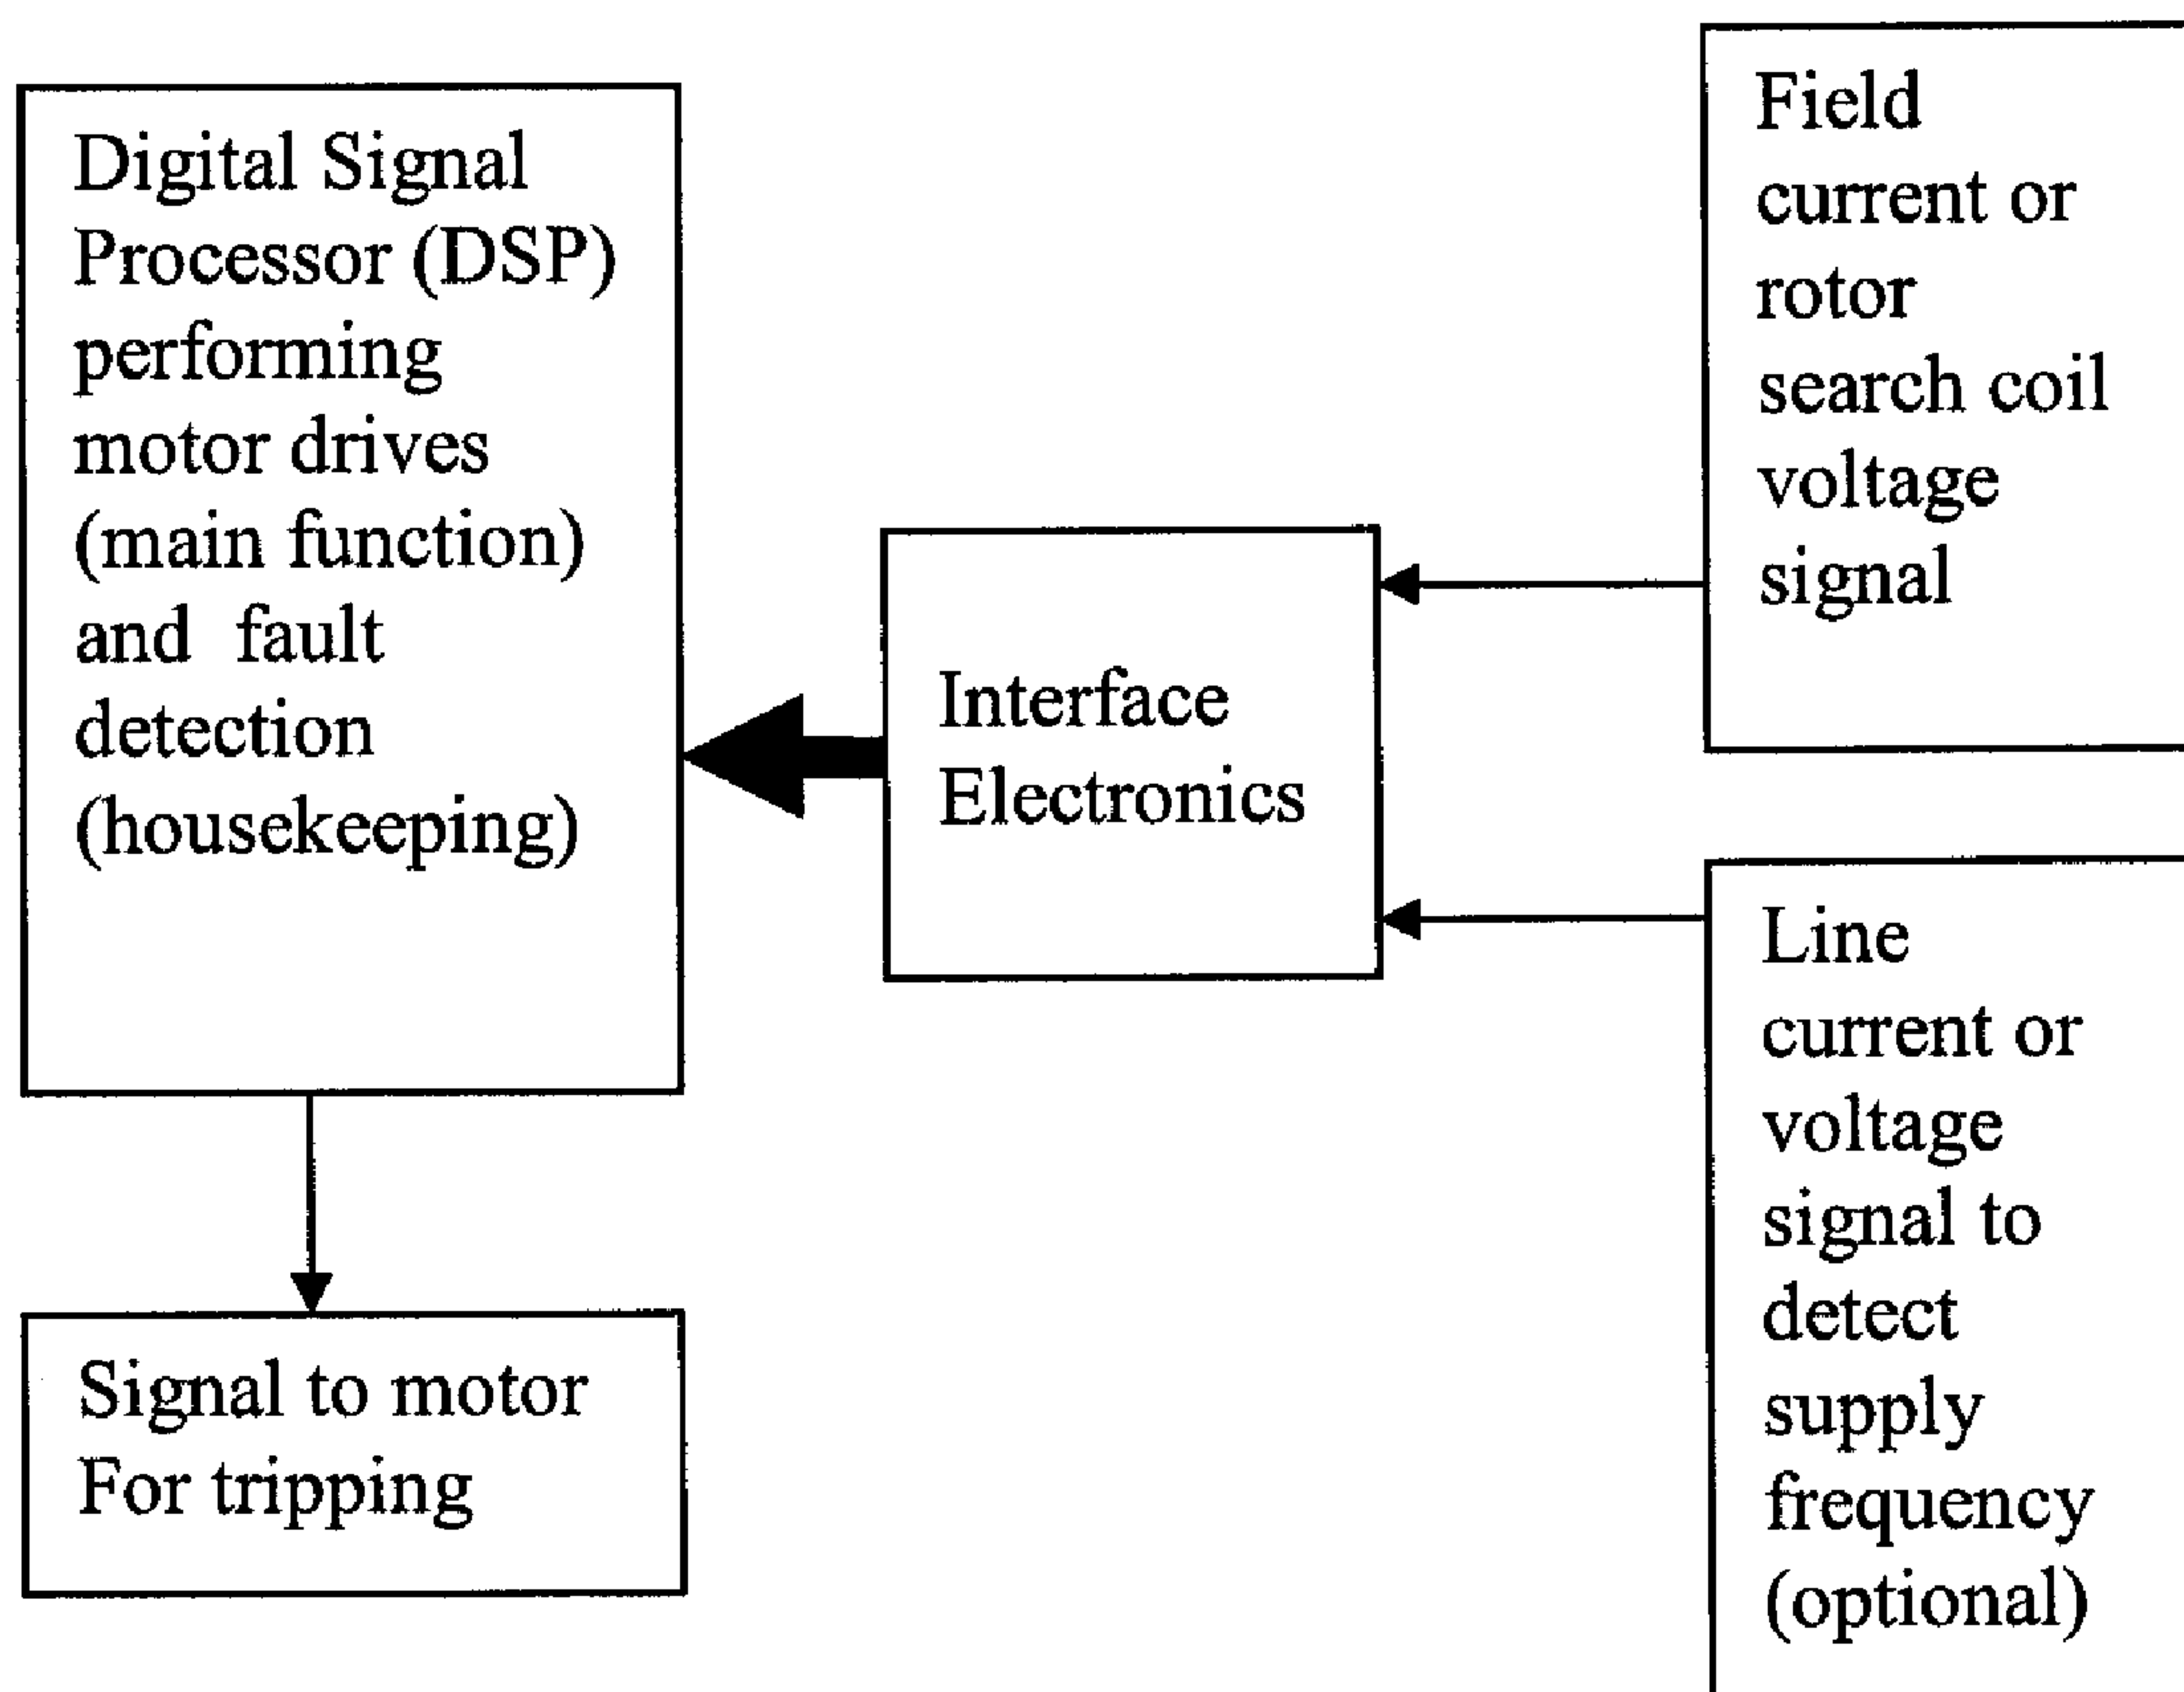 Digital Signal
Processor (DSP)
performing
motor drives
(main function)
and fault
detection
(housekeeping)
Interface
Electronics
Field
current or
rotor
search coil
voltage
signal
Line
current or
voltage
signal to
detect
supply
frequency
(optional)
Signal to motor
For tripping